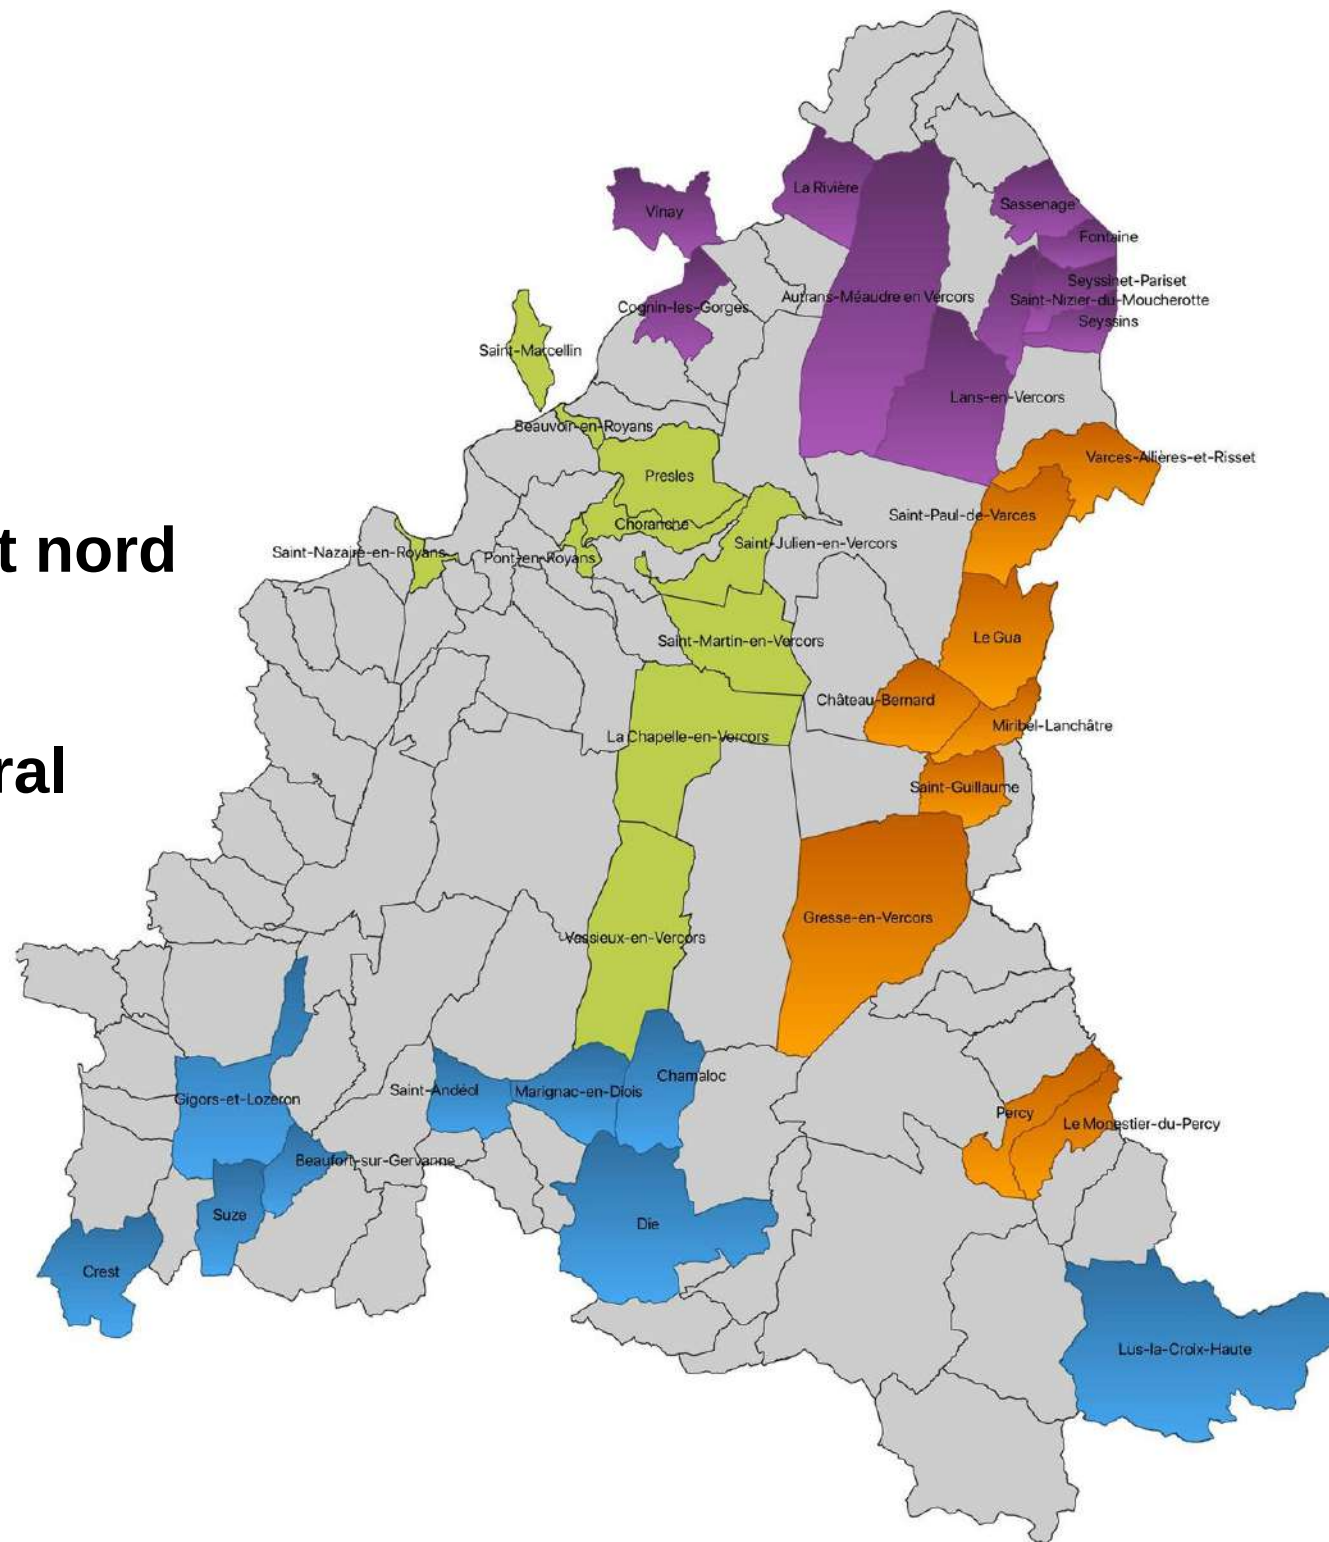 La Rivière
Sassenage
Vinay
Fontaine
Seyssinet-Pariset
Autrans-Méaudre en Vercors
Saint-Nizier-du-Moucherotte
Cognin-les-Gorges
Seyssins
Saint-Marcellin
Lans-en-Vercors
Beauvoir-en-Royans
Varces-Allières-et-Risset
Presles
Saint-Paul-de-Varces
Choranche
Saint-Julien-en-Vercors
t nord
Saint-Nazaire-en-Royans
Pont-en-Royans
Le Gua
Saint-Martin-en-Vercors
Château-Bernard
Miribel-Lanchâtre
La Chapelle-en-Vercors
ral
Saint-Guillaume
Gresse-en-Vercors
Vassieux-en-Vercors
Chamaloc
Saint-Andéol
Marignac-en-Diois
Gigors-et-Lozeron
Percy
Le Monestier-du-Percy
Beaufort-sur-Gervanne
Suze
Die
Crest
Lus-la-Croix-Haute